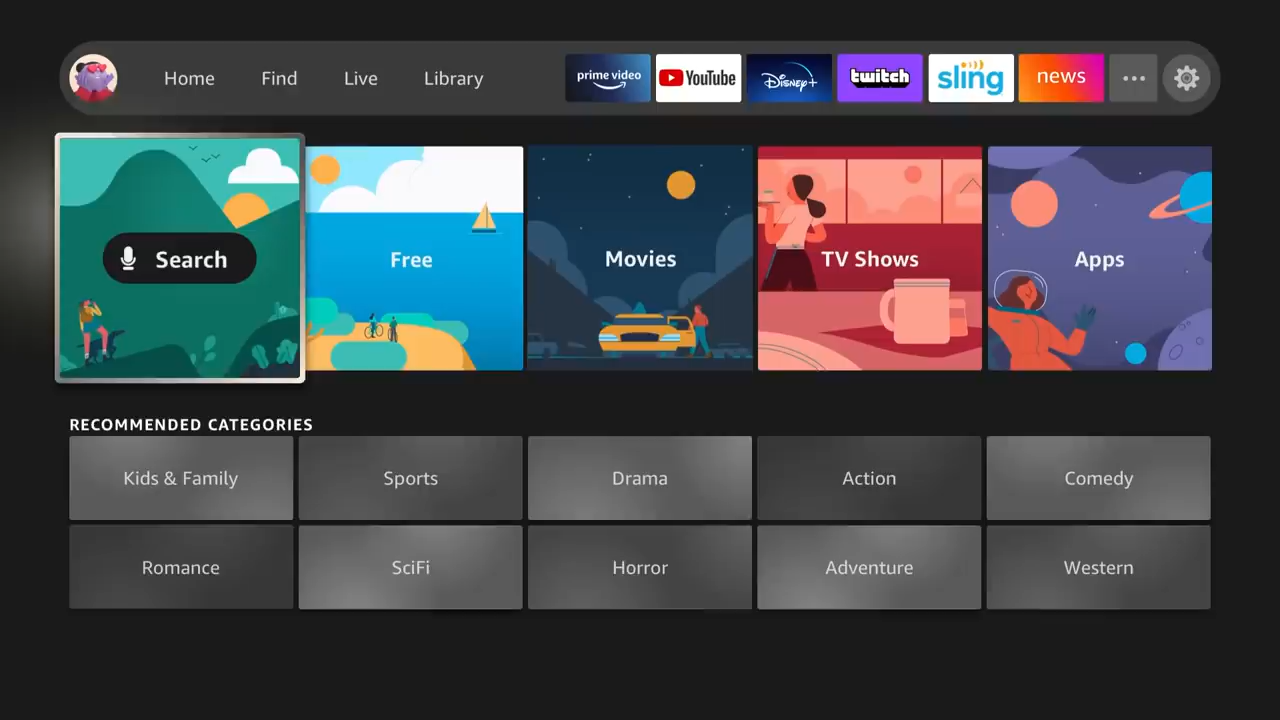 Home Find Live Library prime video YouTube Disney+ twitch sling news
Search Free Movies TV Shows Apps
RECOMMENDED CATEGORIES
Kids & Family Sports Drama Action Comedy
Romance SciFi Horror Adventure Western